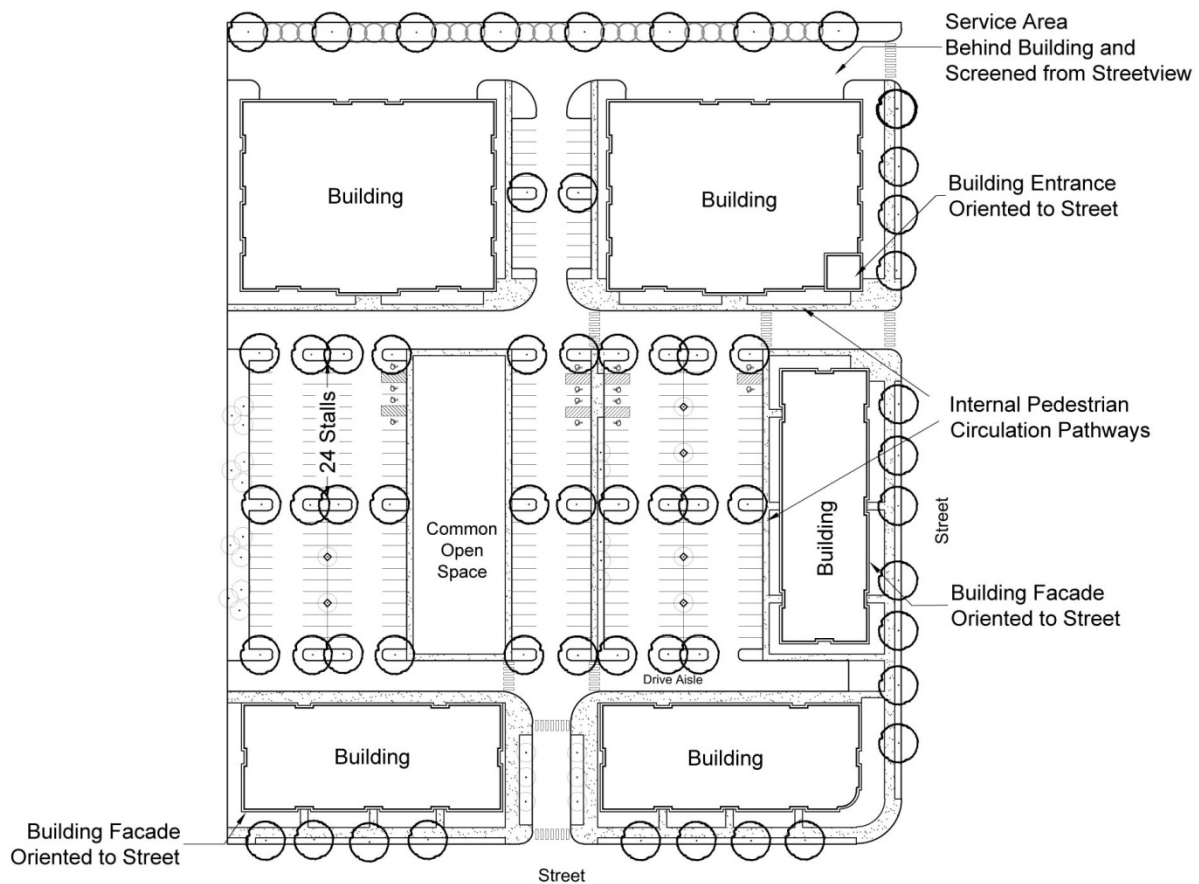 Service Area
Behind Building and
Screened from Streetview
Building
Building
Building Entrance
Oriented to Street
24 Stalls
Internal Pedestrian
Circulation Pathways
Common
Open
Space
Building
Street
Building Facade
Oriented to Street
Drive Aisle
Building
Building
Building Facade
Oriented to Street
Street